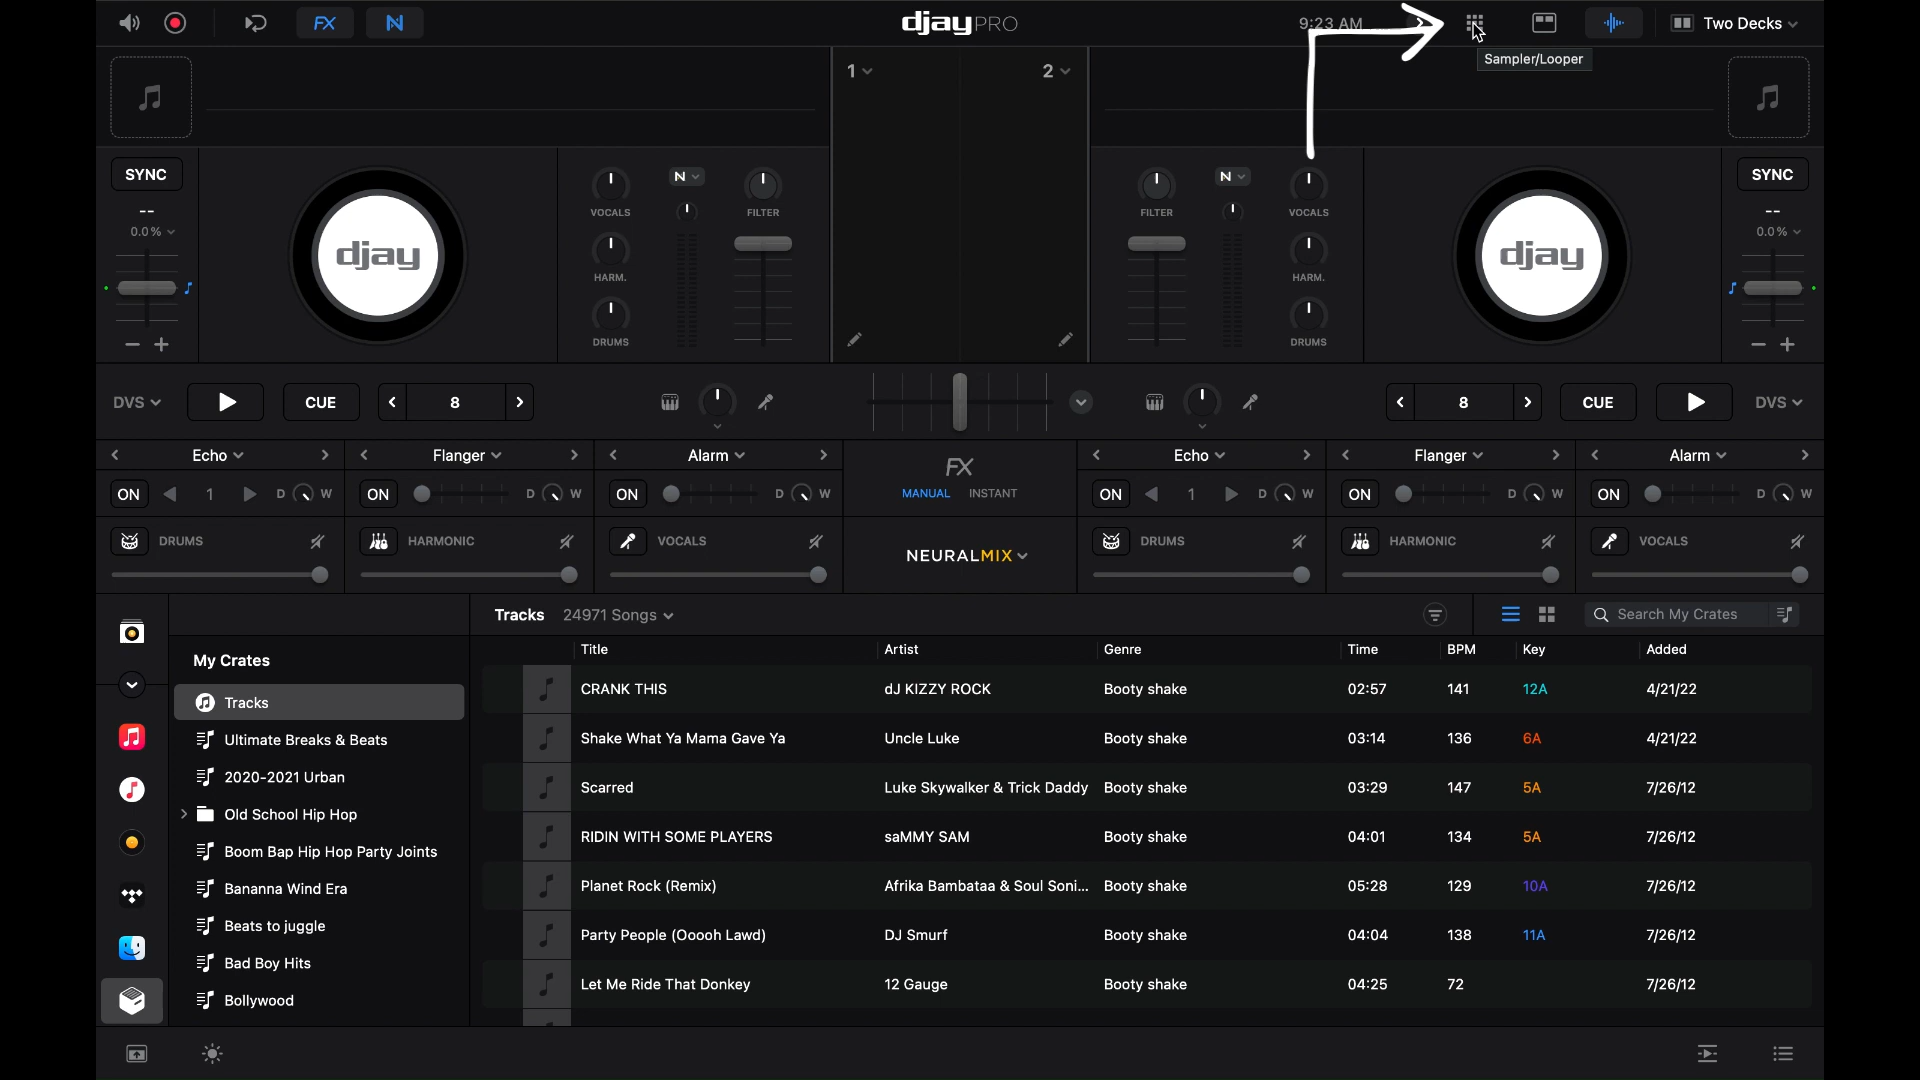 FX
N
djay PRO
9:23 AM
Two Decks
Sampler/Looper
1
2
SYNC
--
0.0%
djay
VOCALS
HARM.
DRUMS
N
FILTER
FILTER
N
VOCALS
HARM.
DRUMS
djay
SYNC
--
0.0%
DVS
CUE
8
8
CUE
DVS
Echo
Flanger
Alarm
FX
MANUAL INSTANT
Echo
Flanger
Alarm
ON 1 D W
ON D W
ON D W
ON 1 D W
ON D W
ON D W
DRUMS
HARMONIC
VOCALS
NEURALMIX
DRUMS
HARMONIC
VOCALS
Tracks 24971 Songs
Search My Crates
My Crates
Tracks
Ultimate Breaks & Beats
2020-2021 Urban
Old School Hip Hop
Boom Bap Hip Hop Party Joints
Bananna Wind Era
Beats to juggle
Bad Boy Hits
Bollywood
Title Artist Genre Time BPM Key Added
CRANK THIS dJ KIZZY ROCK Booty shake 02:57 141 12A 4/21/22
Shake What Ya Mama Gave Ya Uncle Luke Booty shake 03:14 136 6A 4/21/22
Scarred Luke Skywalker & Trick Daddy Booty shake 03:29 147 5A 7/26/12
RIDIN WITH SOME PLAYERS saMMY SAM Booty shake 04:01 134 5A 7/26/12
Planet Rock (Remix) Afrika Bambataa & Soul Soni... Booty shake 05:28 129 10A 7/26/12
Party People (Ooooh Lawd) DJ Smurf Booty shake 04:04 138 11A 7/26/12
Let Me Ride That Donkey 12 Gauge Booty shake 04:25 72 7/26/12